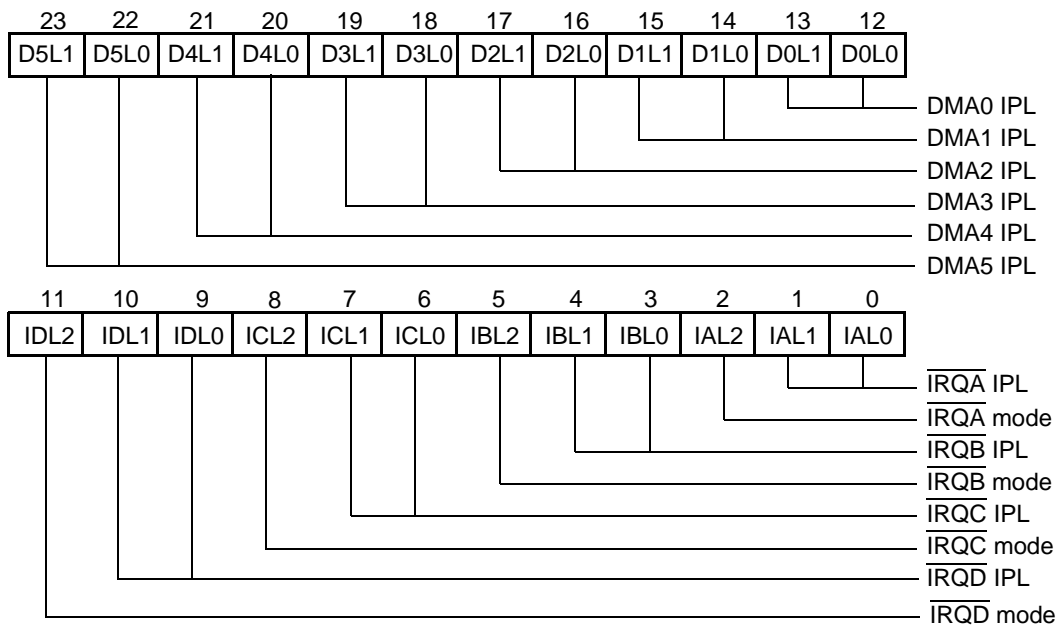 23 22 21 20 19 18 17 16 15 14 13 12
D5L1 D5L0 D4L1 D4L0 D3L1 D3L0 D2L1 D2L0 D1L1 D1L0 D0L1 D0L0
DMA0 IPL
DMA1 IPL
DMA2 IPL
DMA3 IPL
DMA4 IPL
DMA5 IPL
11 10 9 8 7 6 5 4 3 2 1 0
IDL2 IDL1 IDL0 ICL2 ICL1 ICL0 IBL2 IBL1 IBL0 IAL2 IAL1 IAL0
IRQA IPL
IRQA mode
IRQB IPL
IRQB mode
IRQC IPL
IRQC mode
IRQD IPL
IRQD mode